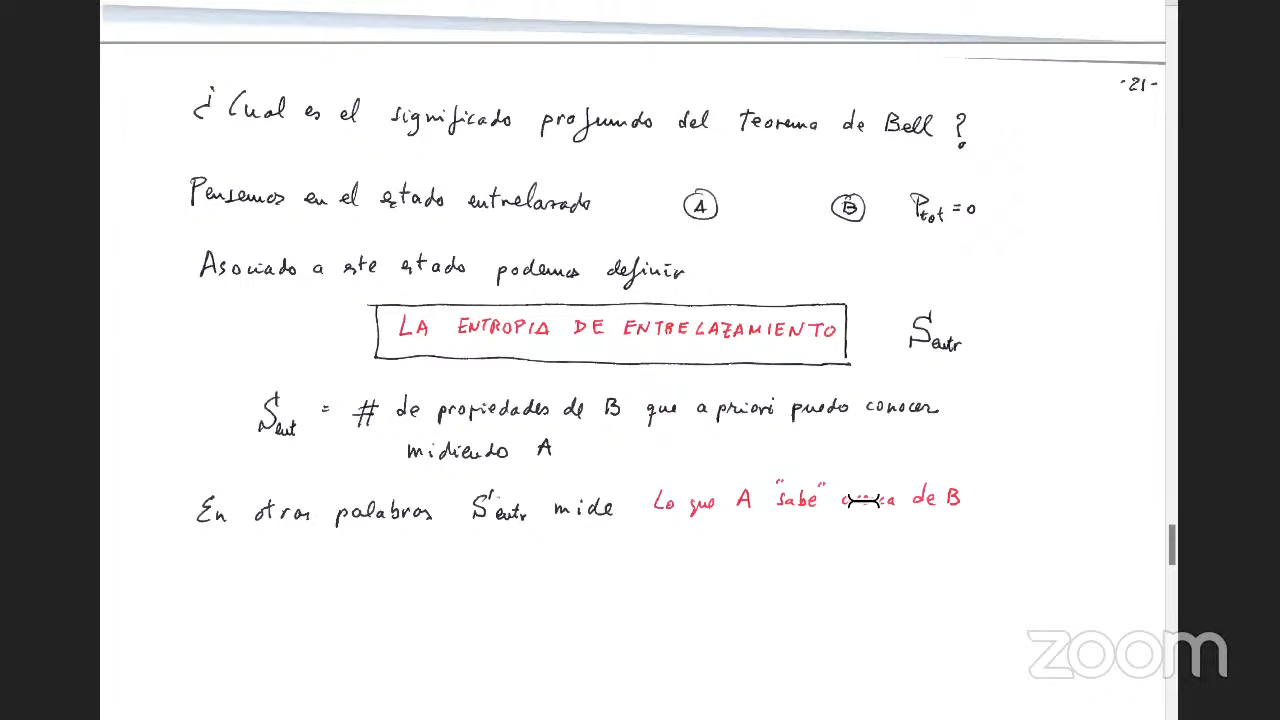 -21-
¿Cual es el significado profundo del Teorema de Bell?
Pensemos en el estado entrelazado A B P_tot = 0
Asociado a este estado podemos definir
LA ENTROPIA DE ENTRELAZAMIENTO S_entr
S_ent = # de propiedades de B que a priori puedo conocer
midiendo A
En otras palabras S_entr mide Lo que A "sabe" de B
zoom